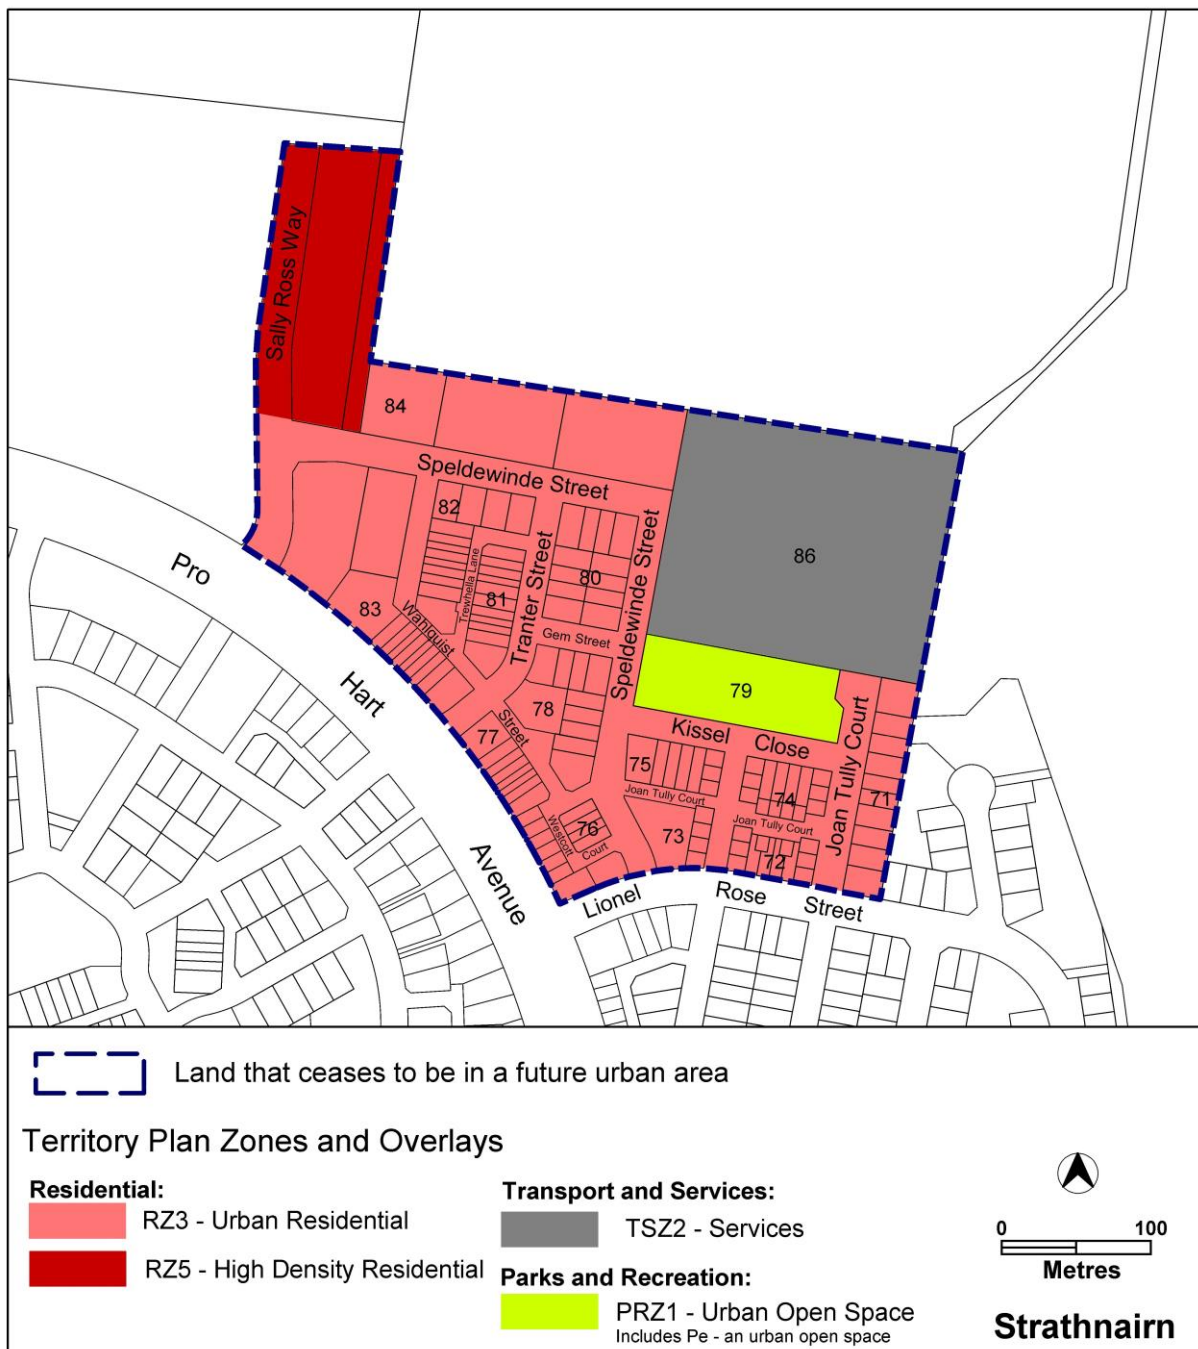 Sally Ross Way
84
Speldewinde Street
82
Trewhella Lane
81
Tranter Street
80
Speldewinde Street
86
83
Wahlquist
Street
Gem Street
79
78
77
Pro
Hart
Avenue
Kissel Close
Joan Tully Court
75
Joan Tully Court
74
71
Joan Tully Court
76
Westcott
Court
73
72
Lionel Rose Street
Land that ceases to be in a future urban area
Territory Plan Zones and Overlays
Residential:
RZ3 - Urban Residential
RZ5 - High Density Residential
Transport and Services:
TSZ2 - Services
Parks and Recreation:
PRZ1 - Urban Open Space
Includes Pe - an urban open space
0 100
Metres
Strathnairn